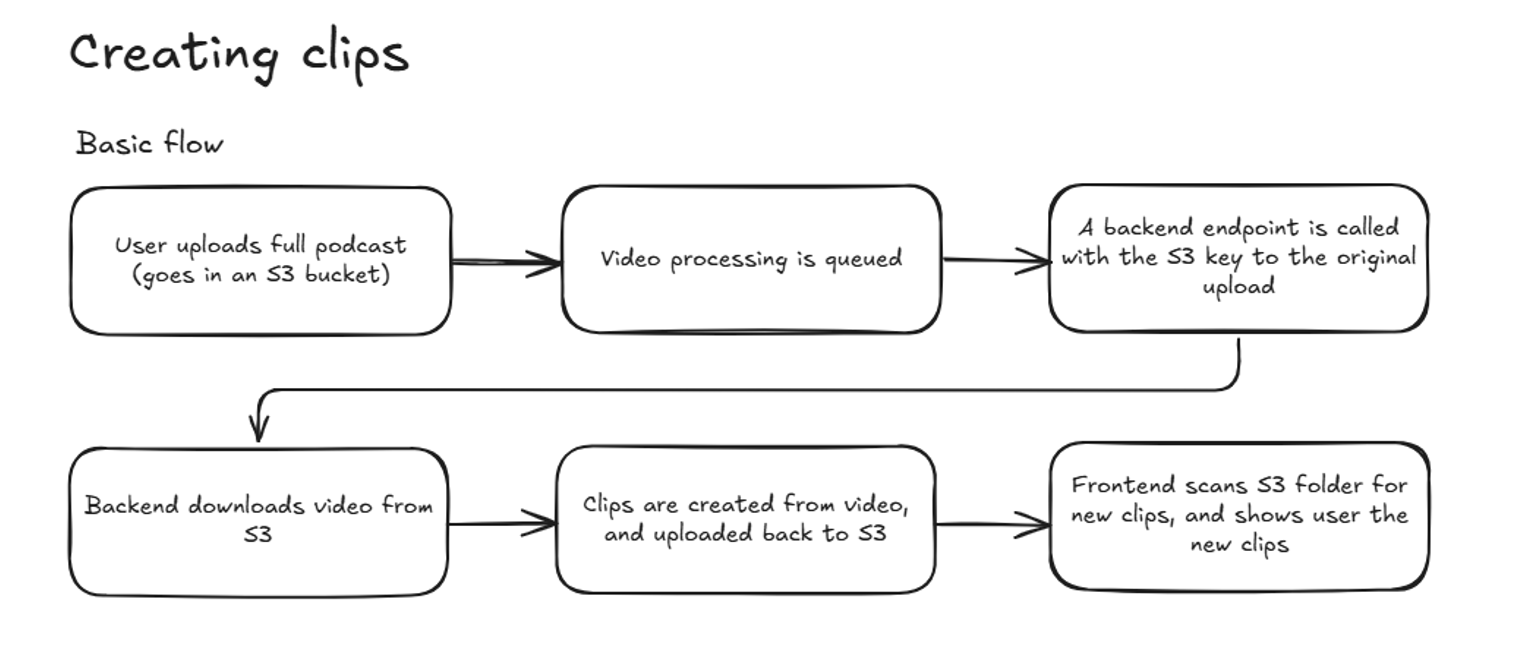 Creating clips
Basic flow
User uploads full podcast
(goes in an S3 bucket)
Video processing is queued
A backend endpoint is called
with the S3 key to the original
upload
Backend downloads video from
S3
Clips are created from video,
and uploaded back to S3
Frontend scans S3 folder for
new clips, and shows user the
new clips